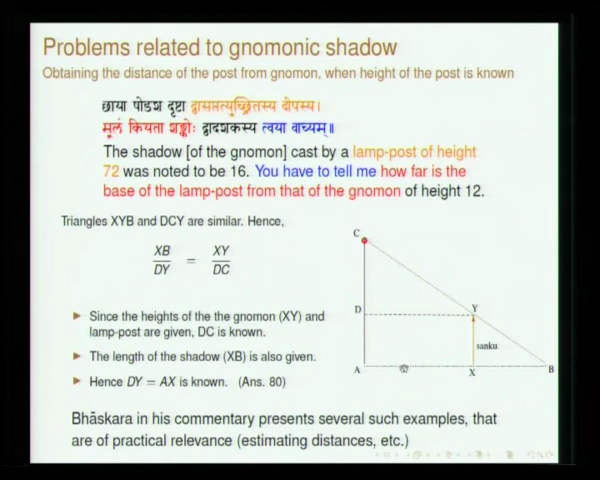 Problems related to gnomonic shadow
Obtaining the distance of the post from gnomon, when height of the post is known
छाया षोडश दृष्टा द्वासप्तत्युच्छ्रितस्य दीपस्य।
मूलं कियता शङ्कोः द्वादशकस्य त्वया वाच्यम्॥
The shadow [of the gnomon] cast by a lamp-post of height
72 was noted to be 16. You have to tell me how far is the
base of the lamp-post from that of the gnomon of height 12.
Triangles XYB and DCY are similar. Hence,
XB/DY = XY/DC
Since the heights of the the gnomon (XY) and
lamp-post are given, DC is known.
The length of the shadow (XB) is also given.
Hence DY = AX is known. (Ans. 80)
C
D
Y
sanku
A
X
B
Bhāskara in his commentary presents several such examples, that
are of practical relevance (estimating distances, etc.)